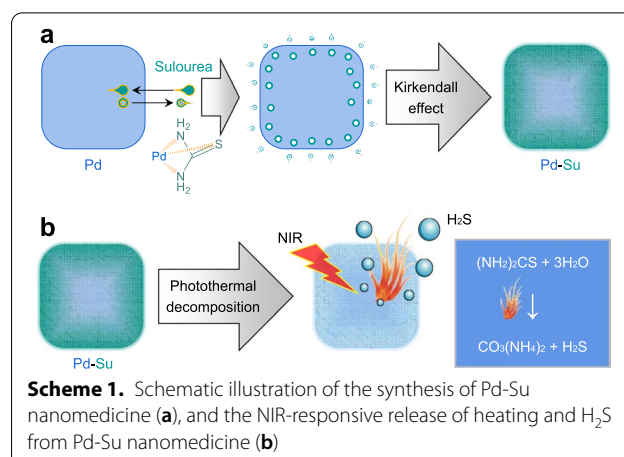 a
Sulourea
Pd
NH₂
Pd
S
NH₂
Kirkendall
effect
Pd-Su
b
Pd-Su
Photothermal
decomposition
NIR
H₂S
(NH₂)₂CS + 3H₂O
↓
CO₃(NH₄)₂ + H₂S
Scheme 1. Schematic illustration of the synthesis of Pd-Su
nanomedicine (a), and the NIR-responsive release of heating and H₂S
from Pd-Su nanomedicine (b)